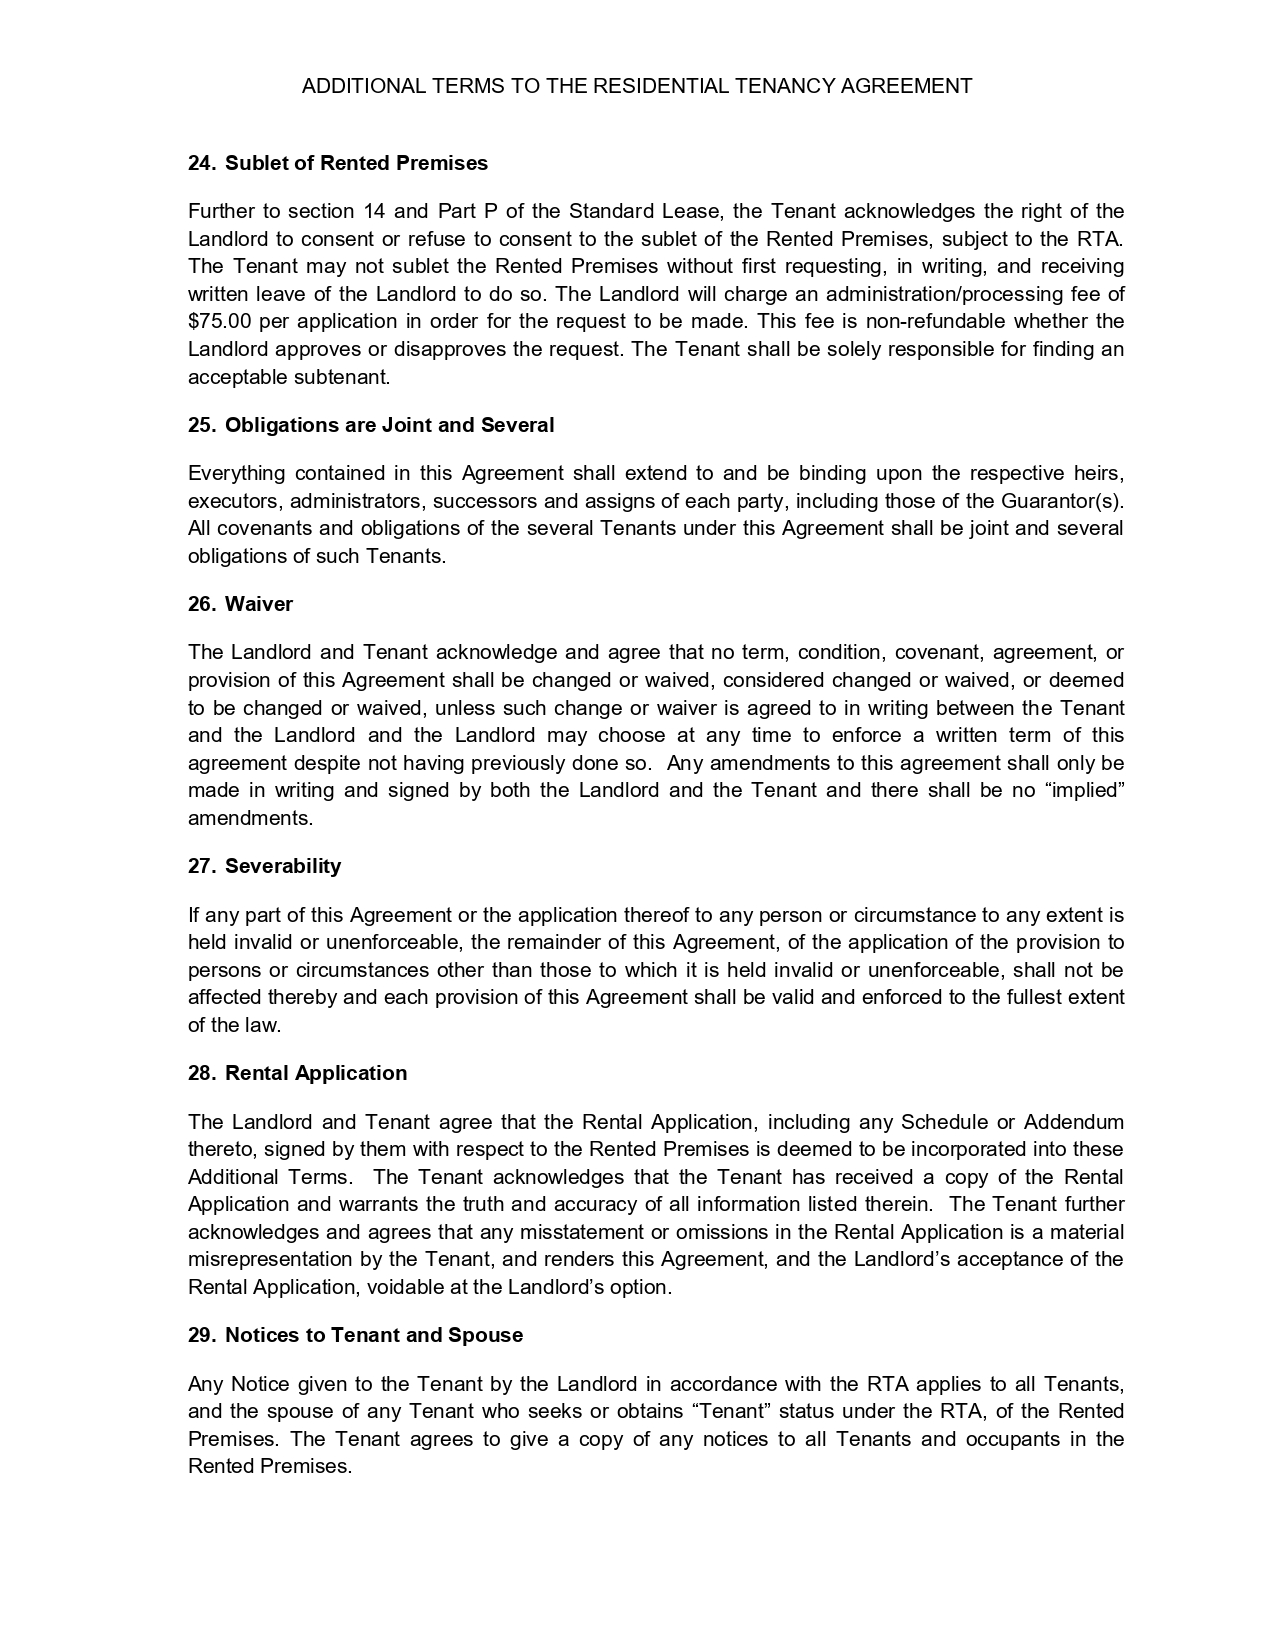 ADDITIONAL TERMS TO THE RESIDENTIAL TENANCY AGREEMENT
24. Sublet of Rented Premises
Further to section 14 and Part P of the Standard Lease, the Tenant acknowledges the right of the
Landlord to consent or refuse to consent to the sublet of the Rented Premises, subject to the RTA.
The Tenant may not sublet the Rented Premises without first requesting, in writing, and receiving
written leave of the Landlord to do so. The Landlord will charge an administration/processing fee of
$75.00 per application in order for the request to be made. This fee is non-refundable whether the
Landlord approves or disapproves the request. The Tenant shall be solely responsible for finding an
acceptable subtenant.
25. Obligations are Joint and Several
Everything contained in this Agreement shall extend to and be binding upon the respective heirs,
executors, administrators, successors and assigns of each party, including those of the Guarantor(s).
All covenants and obligations of the several Tenants under this Agreement shall be joint and several
obligations of such Tenants.
26. Waiver
The Landlord and Tenant acknowledge and agree that no term, condition, covenant, agreement, or
provision of this Agreement shall be changed or waived, considered changed or waived, or deemed
to be changed or waived, unless such change or waiver is agreed to in writing between the Tenant
and the Landlord and the Landlord may choose at any time to enforce a written term of this
agreement despite not having previously done so.  Any amendments to this agreement shall only be
made in writing and signed by both the Landlord and the Tenant and there shall be no “implied”
amendments.
27. Severability
If any part of this Agreement or the application thereof to any person or circumstance to any extent is
held invalid or unenforceable, the remainder of this Agreement, of the application of the provision to
persons or circumstances other than those to which it is held invalid or unenforceable, shall not be
affected thereby and each provision of this Agreement shall be valid and enforced to the fullest extent
of the law.
28. Rental Application
The Landlord and Tenant agree that the Rental Application, including any Schedule or Addendum
thereto, signed by them with respect to the Rented Premises is deemed to be incorporated into these
Additional Terms.  The Tenant acknowledges that the Tenant has received a copy of the Rental
Application and warrants the truth and accuracy of all information listed therein.  The Tenant further
acknowledges and agrees that any misstatement or omissions in the Rental Application is a material
misrepresentation by the Tenant, and renders this Agreement, and the Landlord’s acceptance of the
Rental Application, voidable at the Landlord’s option.
29. Notices to Tenant and Spouse
Any Notice given to the Tenant by the Landlord in accordance with the RTA applies to all Tenants,
and the spouse of any Tenant who seeks or obtains “Tenant” status under the RTA, of the Rented
Premises. The Tenant agrees to give a copy of any notices to all Tenants and occupants in the
Rented Premises.